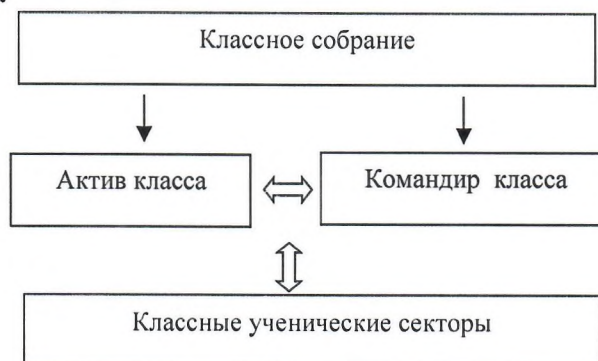 Классное собрание
Актив класса
Командир класса
Классные ученические секторы